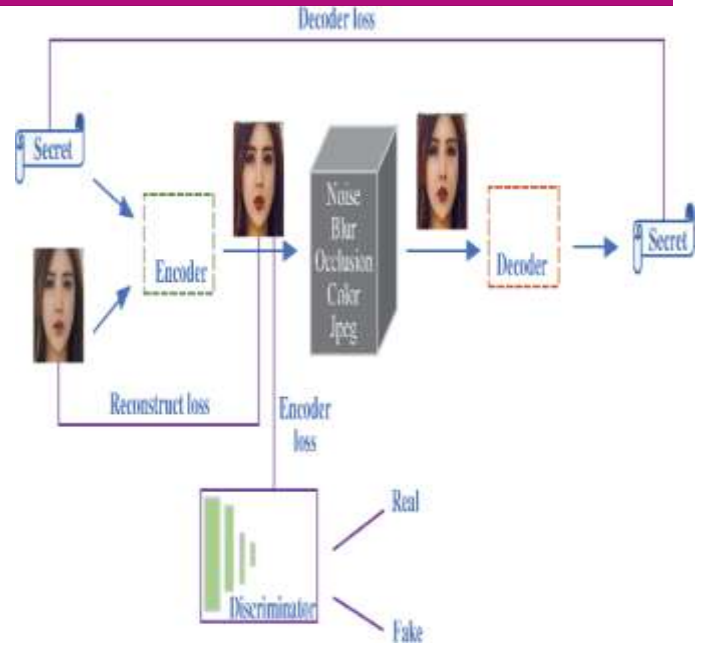 Decoder loss
Secret
Encoder
Noise
Blur
Occlusion
Color
Jpeg
Decoder
Secret
Reconstruct loss
Encoder
loss
Discriminator
Real
Fake